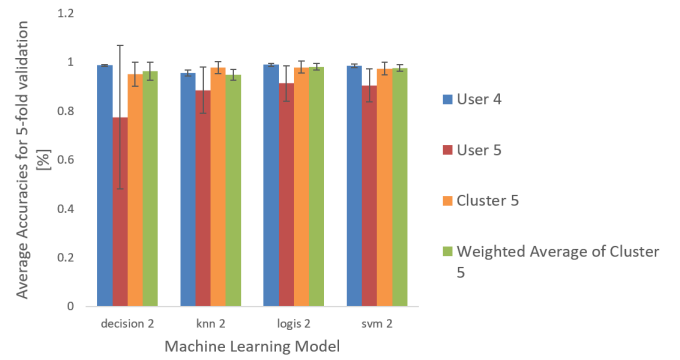 1.2
1
0.8
0.6
0.4
0.2
0
Average Accuracies for 5-fold validation
[%]
decision 2
knn 2
logis 2
svm 2
Machine Learning Model
User 4
User 5
Cluster 5
Weighted Average of Cluster
5